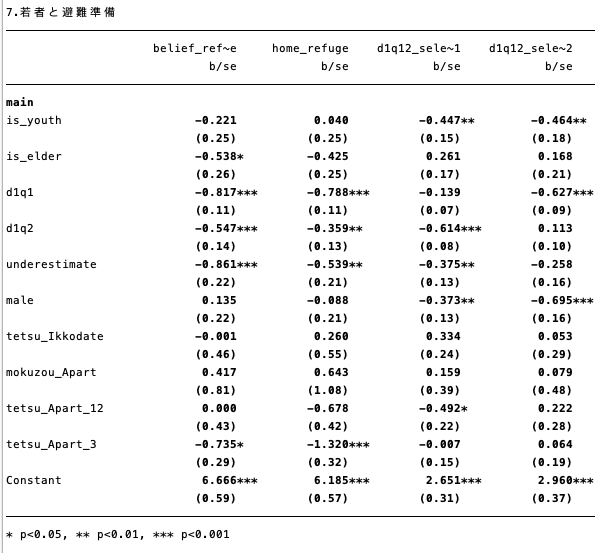 7.若者と避難準備
belief_ref~e home_refuge d1q12_sele~1 d1q12_sele~2
b/se b/se b/se b/se
main
is_youth -0.221 0.040 -0.447** -0.464**
(0.25) (0.25) (0.15) (0.18)
is_elder -0.538* -0.425 0.261 0.168
(0.26) (0.25) (0.17) (0.21)
d1q1 -0.817*** -0.788*** -0.139 -0.627***
(0.11) (0.11) (0.07) (0.09)
d1q2 -0.547*** -0.359** -0.614*** 0.113
(0.14) (0.13) (0.08) (0.10)
underestimate -0.861*** -0.539** -0.375** -0.258
(0.22) (0.21) (0.13) (0.16)
male 0.135 -0.088 -0.373** -0.695***
(0.22) (0.21) (0.13) (0.16)
tetsu_Ikkodate -0.001 0.260 0.334 0.053
(0.46) (0.55) (0.24) (0.29)
mokuzou_Apart 0.417 0.643 0.159 0.079
(0.81) (1.08) (0.39) (0.48)
tetsu_Apart_12 0.000 -0.678 -0.492* 0.222
(0.43) (0.42) (0.22) (0.28)
tetsu_Apart_3 -0.735* -1.320*** -0.007 0.064
(0.29) (0.32) (0.15) (0.19)
Constant 6.666*** 6.185*** 2.651*** 2.960***
(0.59) (0.57) (0.31) (0.37)
* p<0.05, ** p<0.01, *** p<0.001